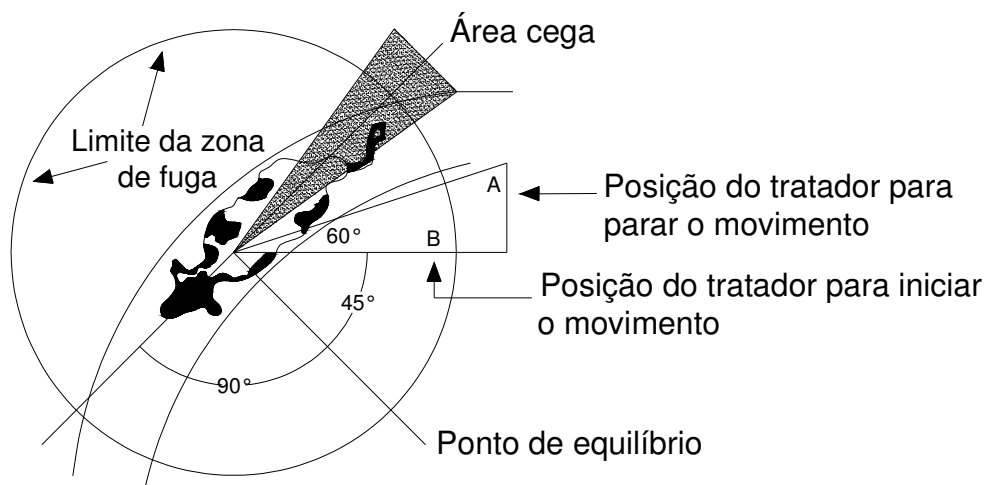 Área cega
Limite da zona
de fuga
A
Posição do tratador para
parar o movimento
60°
B
Posição do tratador para iniciar
o movimento
45°
90°
Ponto de equilíbrio